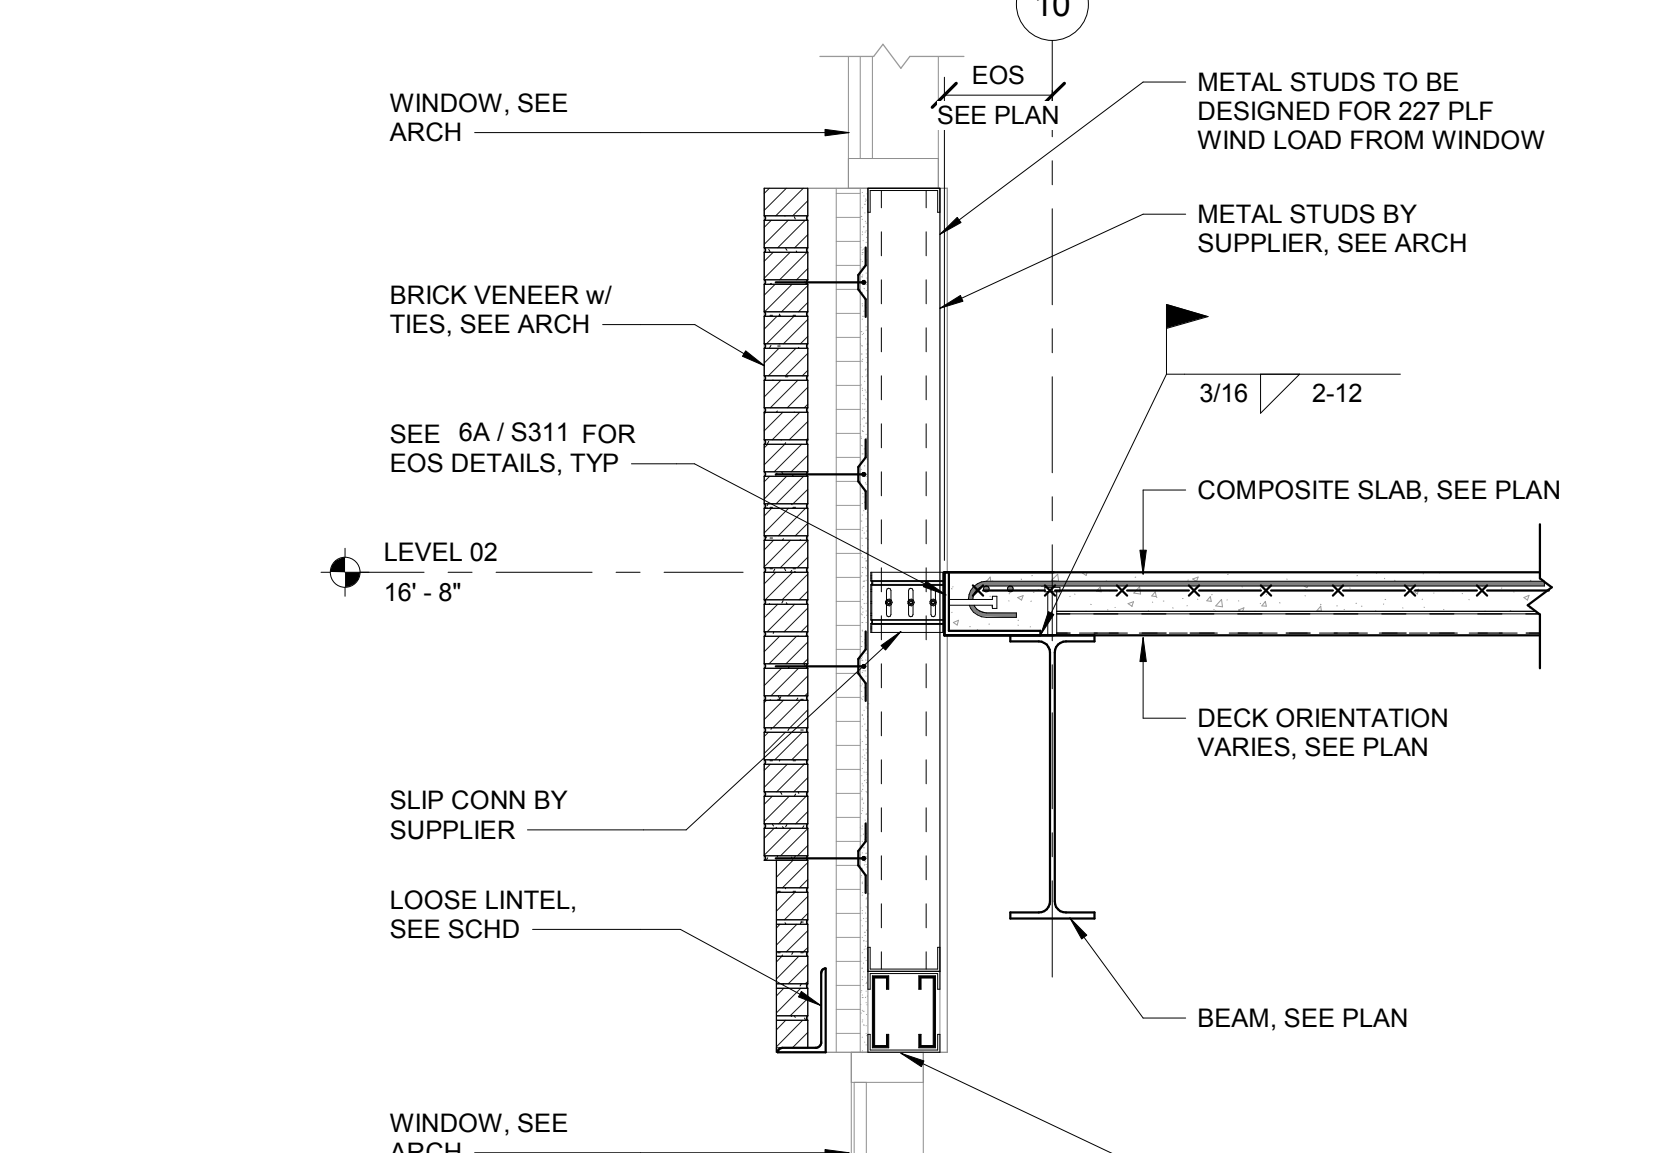 10
EOS
SEE PLAN
WINDOW, SEE
ARCH
METAL STUDS TO BE
DESIGNED FOR 227 PLF
WIND LOAD FROM WINDOW
METAL STUDS BY
SUPPLIER, SEE ARCH
BRICK VENEER w/
TIES, SEE ARCH
3/16 2-12
SEE 6A / S311 FOR
EOS DETAILS, TYP
COMPOSITE SLAB, SEE PLAN
LEVEL 02
16' - 8"
DECK ORIENTATION
VARIES, SEE PLAN
SLIP CONN BY
SUPPLIER
LOOSE LINTEL,
SEE SCHD
BEAM, SEE PLAN
WINDOW, SEE
ARCH